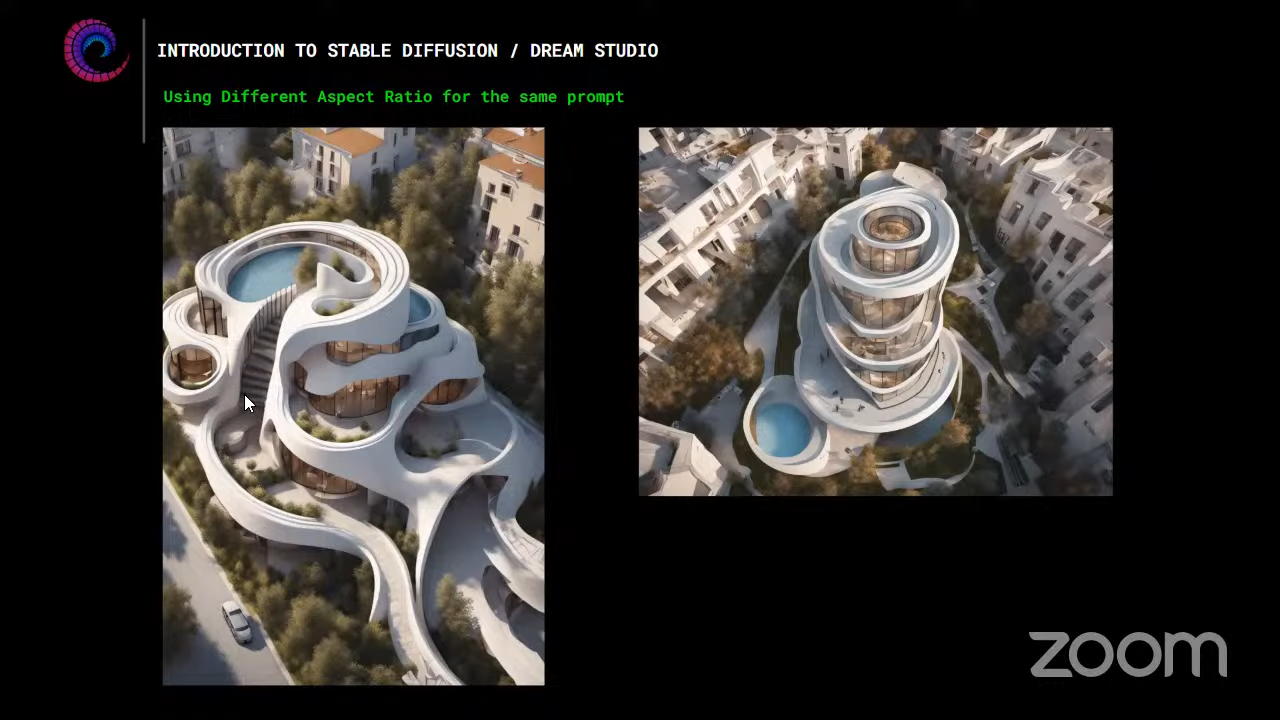 INTRODUCTION TO STABLE DIFFUSION / DREAM STUDIO
Using Different Aspect Ratio for the same prompt
zoom